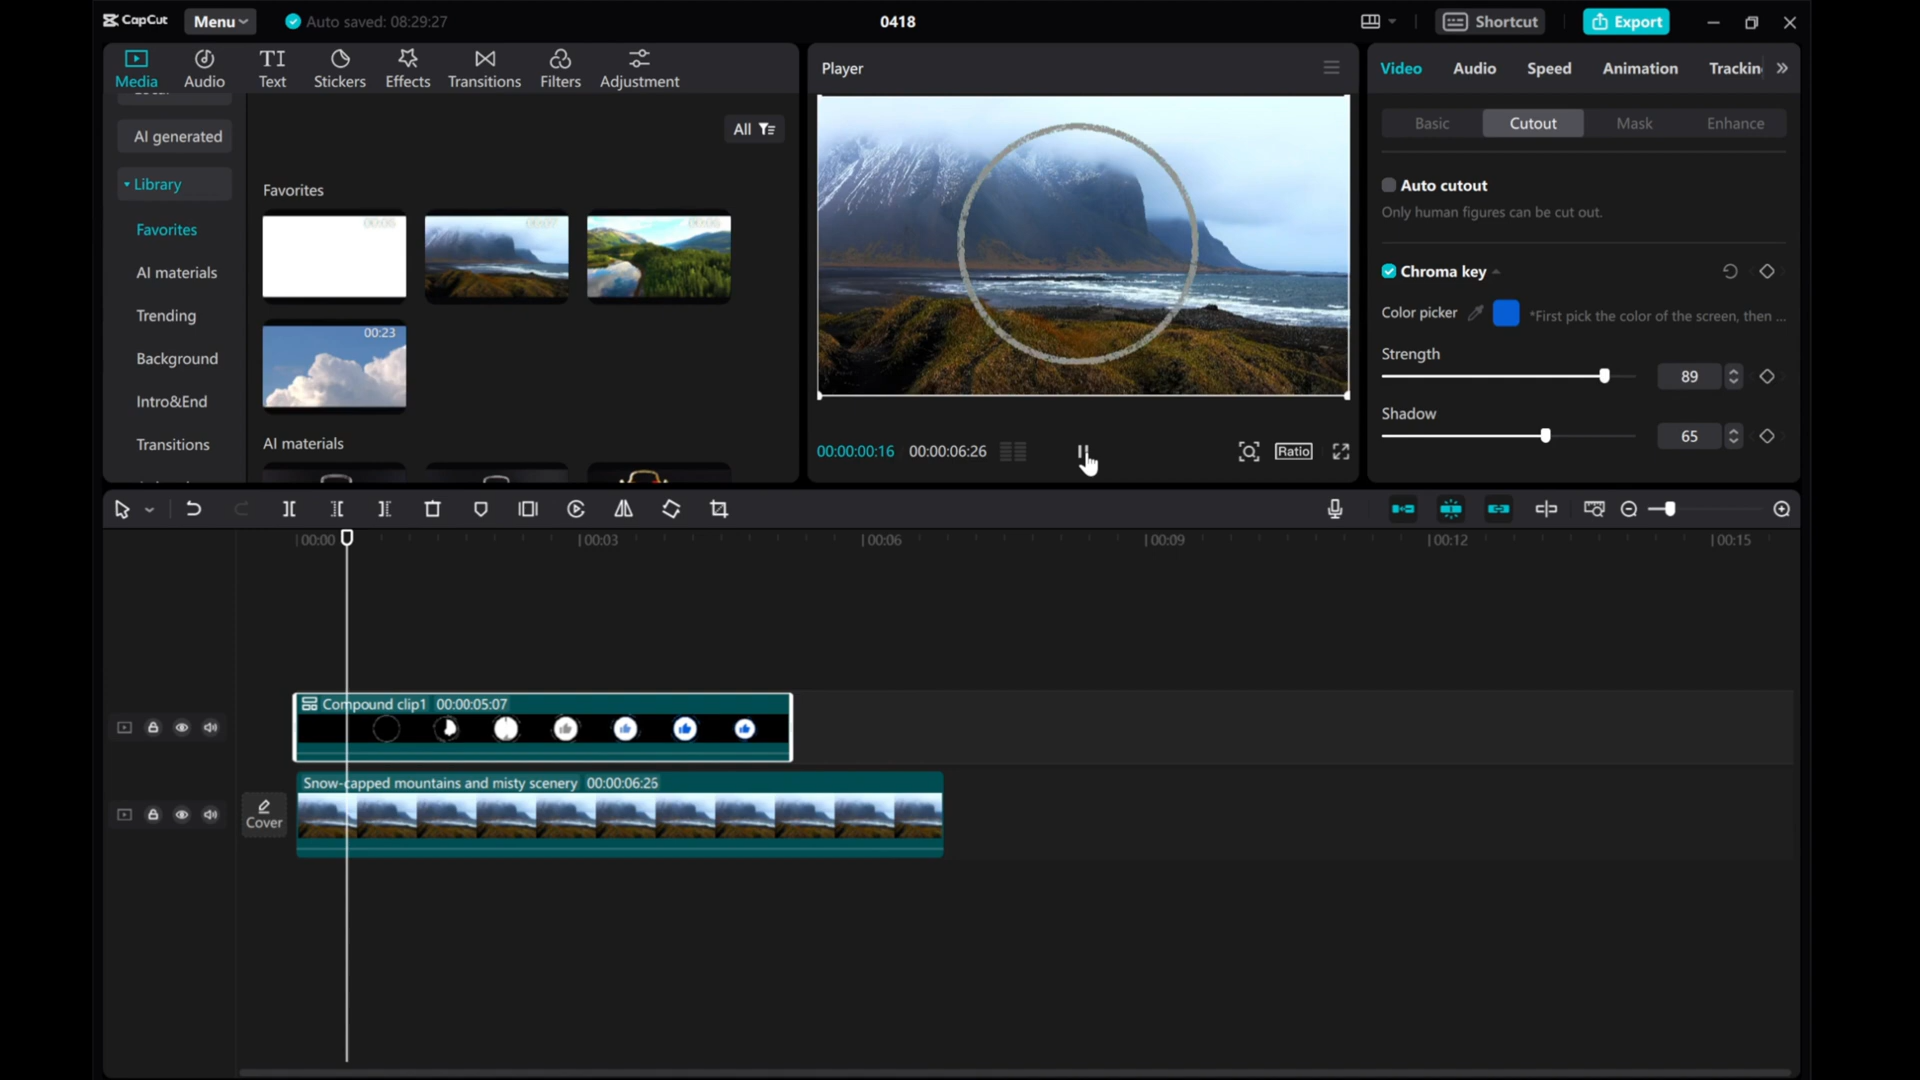 CapCut Menu Auto saved: 08:29:27 0418 Shortcut Export
Media Audio Text Stickers Effects Transitions Filters Adjustment
Player
Video Audio Speed Animation Trackin
AI generated
Library
Favorites
AI materials
Trending
Background
Intro&End
Transitions
All
Favorites
00:23
AI materials
00:00:00:16 00:00:06:26 Ratio
Basic Cutout Mask Enhance
Auto cutout
Only human figures can be cut out.
Chroma key
Color picker *First pick the color of the screen, then ...
Strength
89
Shadow
65
00:00 00:03 00:06 00:09 00:12 00:15
Compound clip1 00:00:05:07
Cover
Snow-capped mountains and misty scenery 00:00:06:26